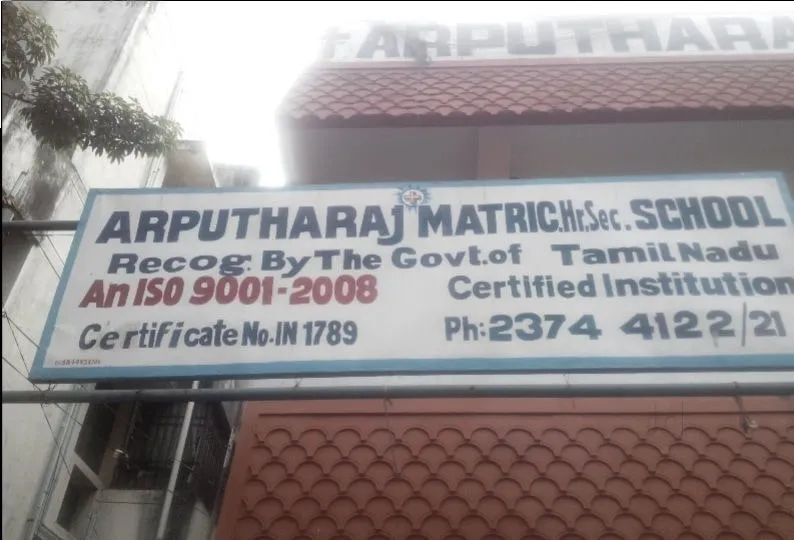 ARPUTHARA
ARPUTHARAJ MATRIC.Hr.Sec. SCHOOL
Recog. By The Govt. of Tamil Nadu
An ISO 9001-2008 Certified Institution
Certificate No. IN 1789 Ph: 2374 4122/21